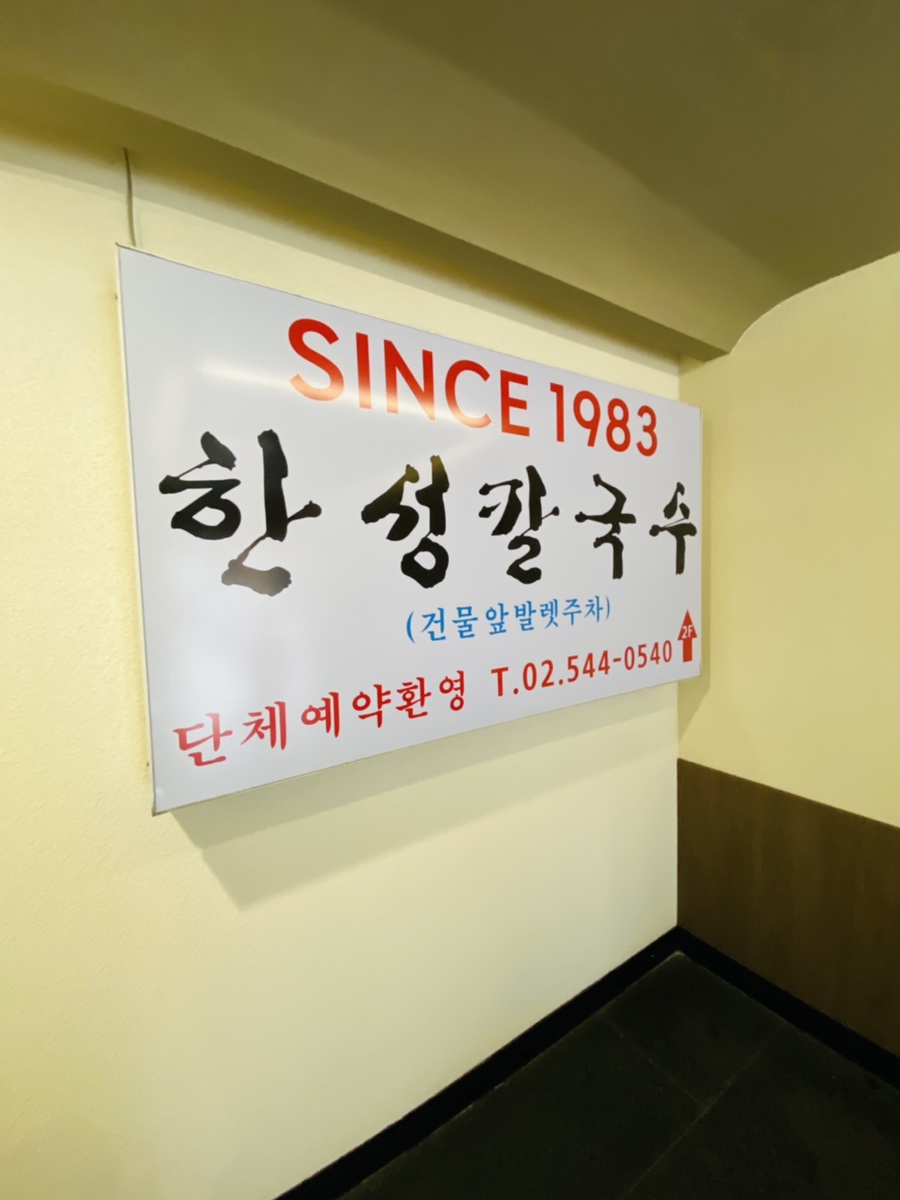 SINCE 1983
한성칼국수
(건물앞발렛주차)
2F
단체예약환영 T.02.544-0540